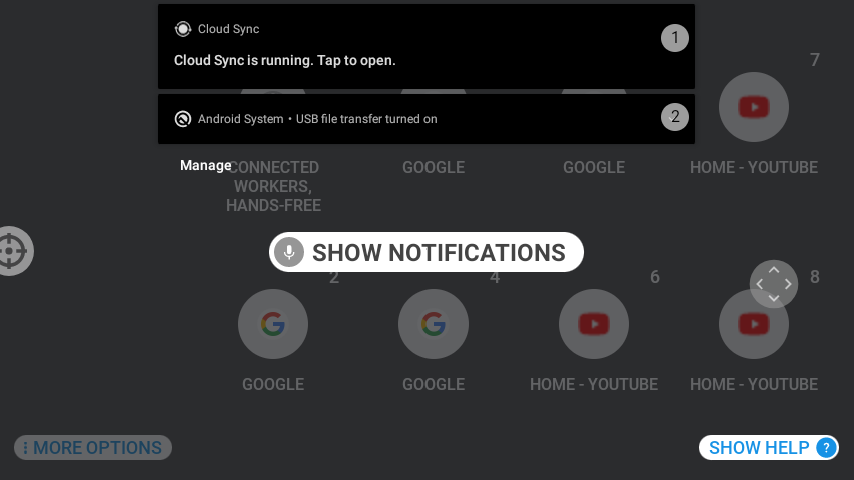 Cloud Sync
1
Cloud Sync is running. Tap to open.
7
Android System • USB file transfer turned on
2
Manage
CONNECTED
WORKERS,
HANDS-FREE
GOOGLE
GOOGLE
HOME - YOUTUBE
SHOW NOTIFICATIONS
2
4
6
8
GOOGLE
GOOGLE
HOME - YOUTUBE
HOME - YOUTUBE
MORE OPTIONS
SHOW HELP ?